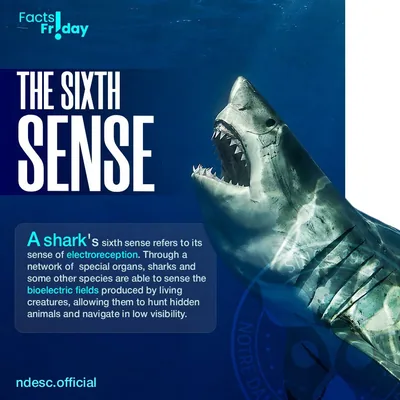 Facts
Fr!day
THE SIXTH
SENSE
A shark's sixth sense refers to its
sense of electroreception. Through a
network of special organs, sharks and
some other species are able to sense the
bioelectric fields produced by living
creatures, allowing them to hunt hidden
animals and navigate in low visibility.
ndesc.official